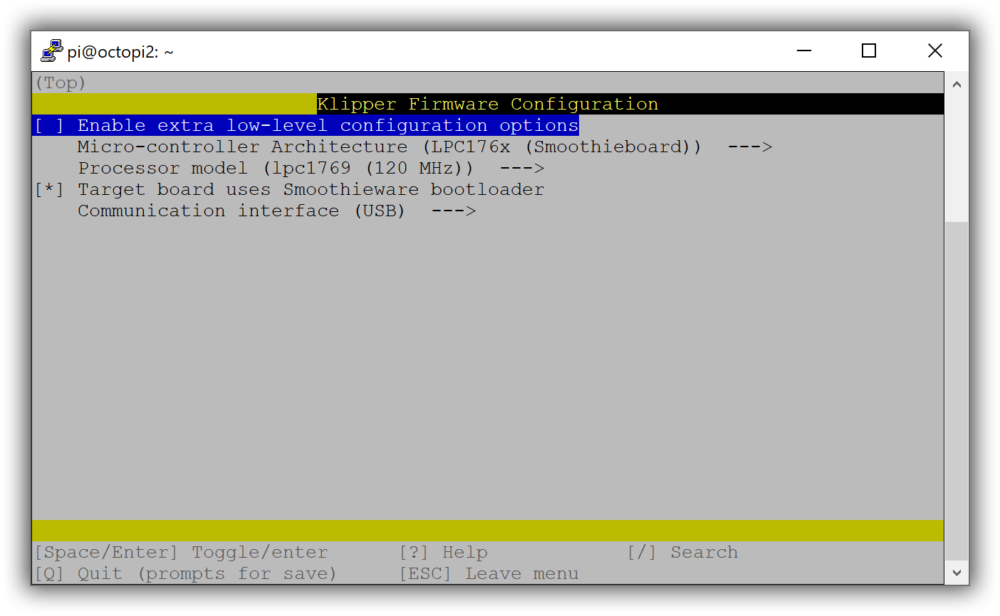 pi@octopi2: ~
(Top)
Klipper Firmware Configuration
[ ] Enable extra low-level configuration options
Micro-controller Architecture (LPC176x (Smoothieboard))  --->
Processor model (lpc1769 (120 MHz))  --->
[*] Target board uses Smoothieware bootloader
Communication interface (USB)  --->
[Space/Enter] Toggle/enter [?] Help [/] Search
[Q] Quit (prompts for save) [ESC] Leave menu